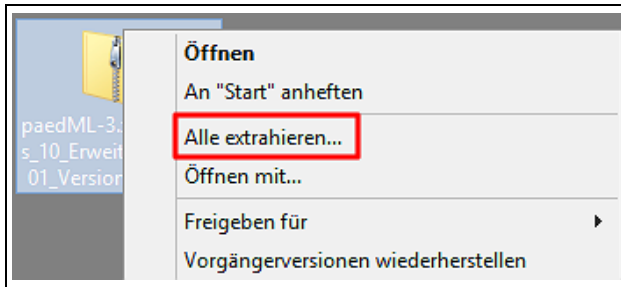 Öffnen
An "Start" anheften
Alle extrahieren...
Öffnen mit...
Freigeben für
Vorgängerversionen wiederherstellen
paedML-3.
s_10_Erweit
01_Version